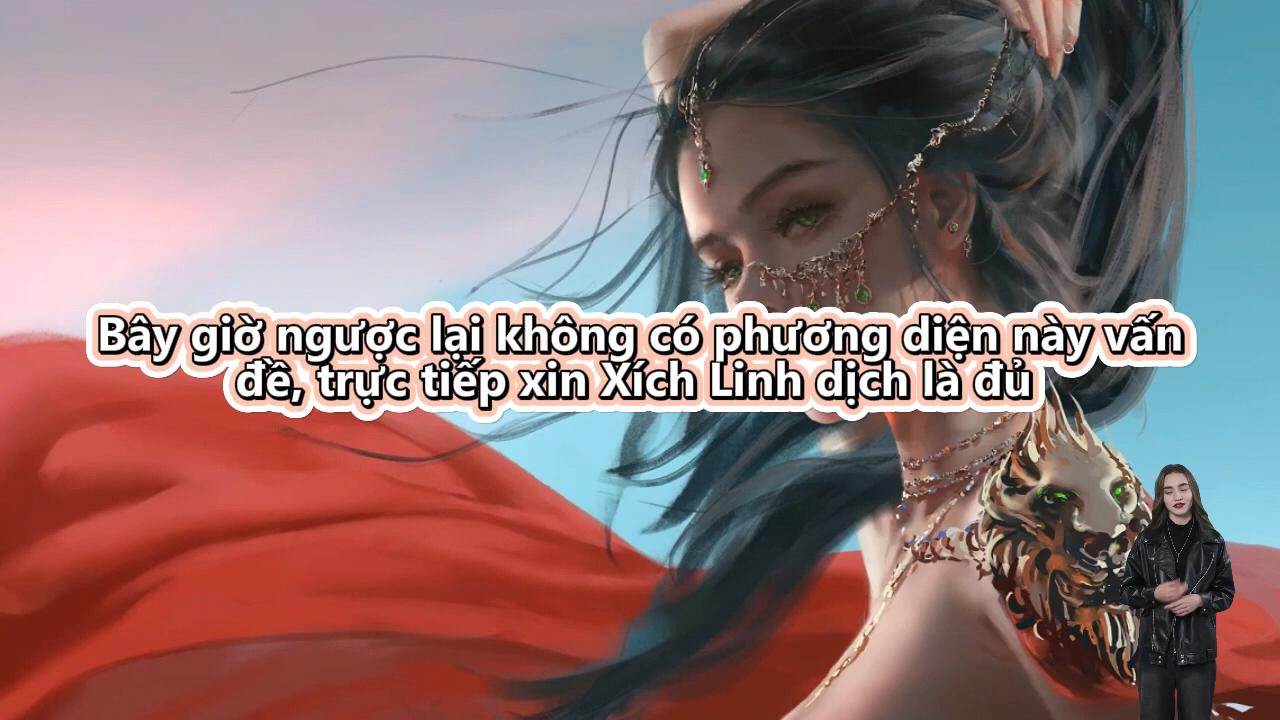 Bây giờ ngược lại không có phương diện này vấn
đề, trực tiếp xin Xích Linh dịch là đủ